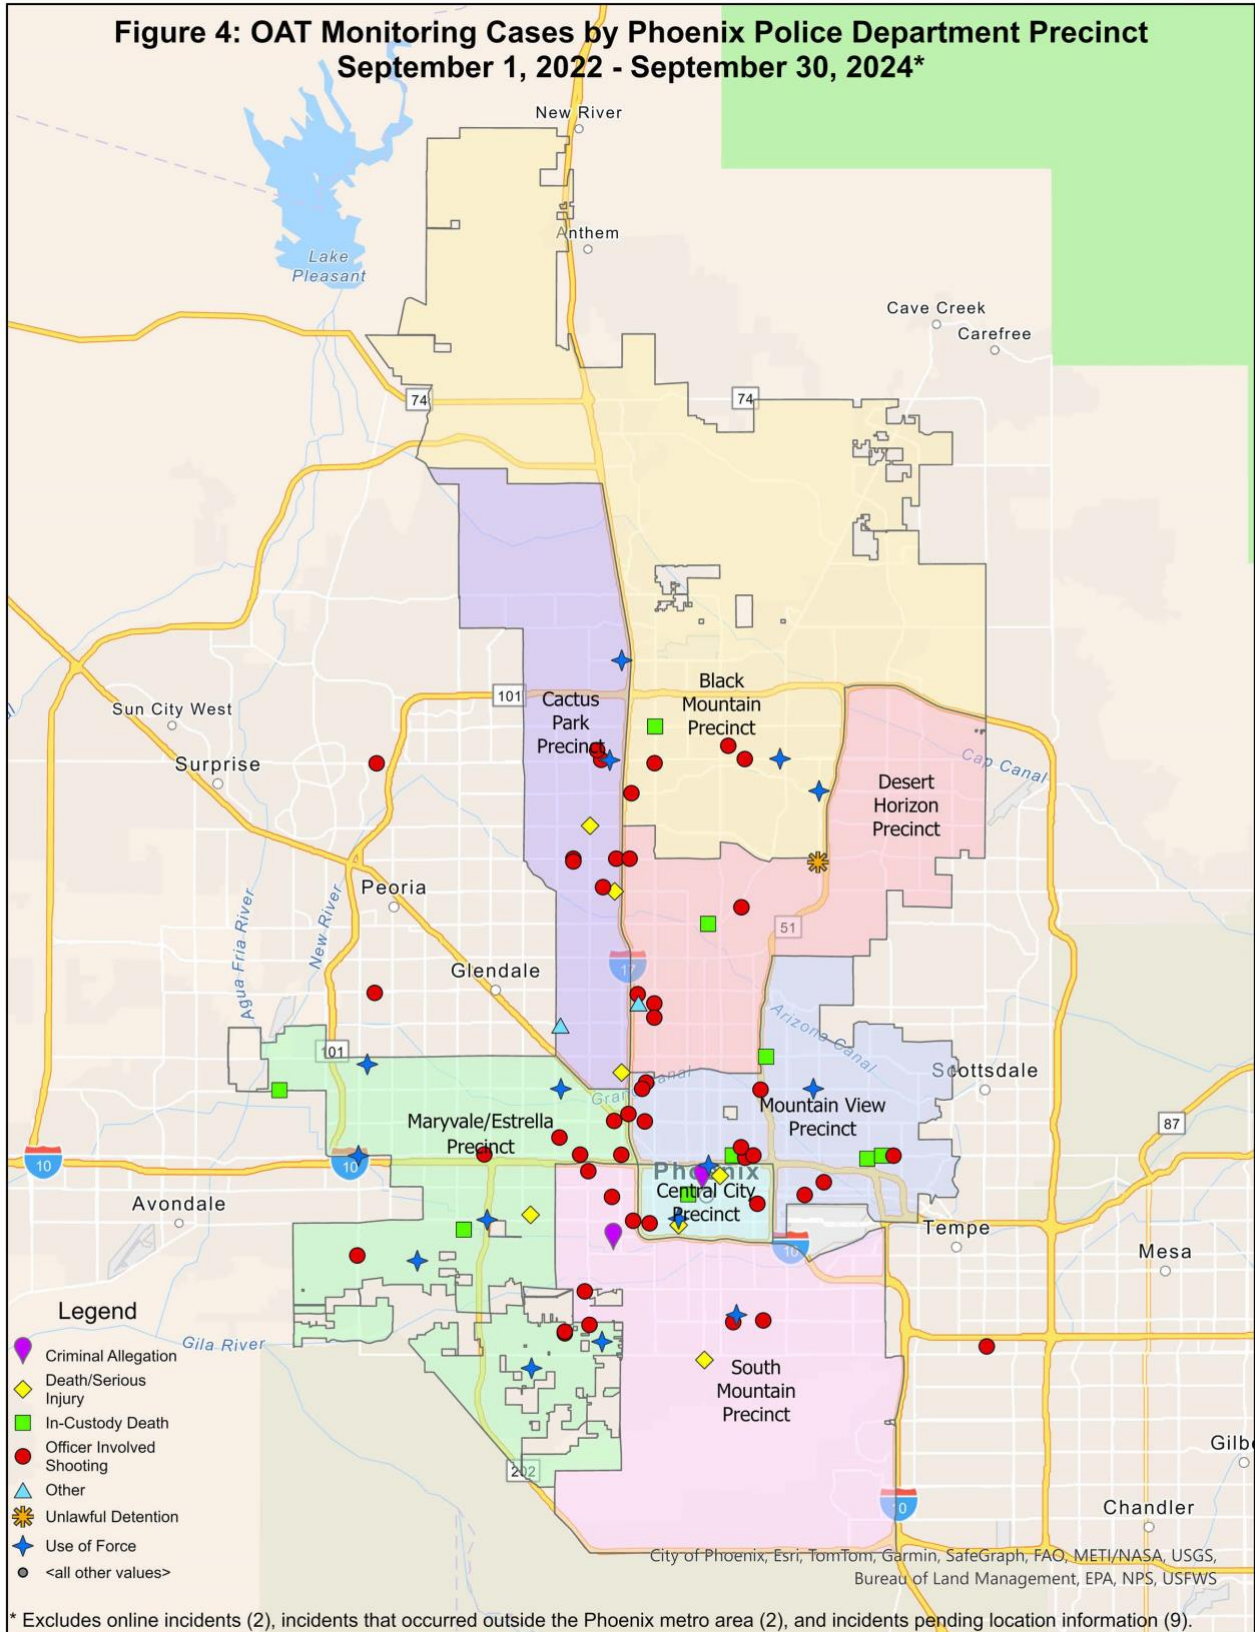 Figure 4: OAT Monitoring Cases by Phoenix Police Department Precinct
September 1, 2022 - September 30, 2024*
New River
Anthem
Lake
Pleasant
Cave Creek
Carefree
74
74
Black
Mountain
Precinct
Cactus
Park
Precinct
101
Sun City West
Surprise
Cap Canal
Desert
Horizon
Precinct
Peoria
Agua Fria River
New River
51
Glendale
17
Arizona Canal
101
Scottsdale
Grand Canal
Mountain View
Precinct
Maryvale/Estrella
Precinct
87
10
10
Phoenix
Central City
Precinct
Avondale
Tempe
10
Mesa
Legend
Criminal Allegation
Death/Serious
Injury
In-Custody Death
Officer Involved
Shooting
Other
Unlawful Detention
Use of Force
<all other values>
Gila River
South
Mountain
Precinct
Gilbe
202
10
Chandler
City of Phoenix, Esri, TomTom, Garmin, SafeGraph, FAO, METI/NASA, USGS,
Bureau of Land Management, EPA, NPS, USFWS
* Excludes online incidents (2), incidents that occurred outside the Phoenix metro area (2), and incidents pending location information (9).